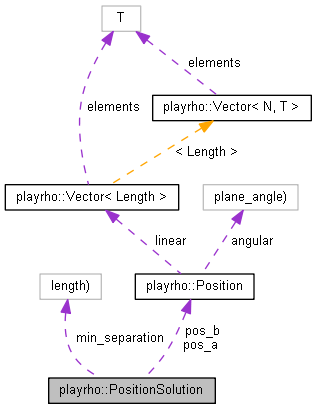 T
elements
playrho::Vector< N, T >
elements
< Length >
playrho::Vector< Length >
plane_angle)
linear
angular
length)
playrho::Position
min_separation
pos_b
pos_a
playrho::PositionSolution